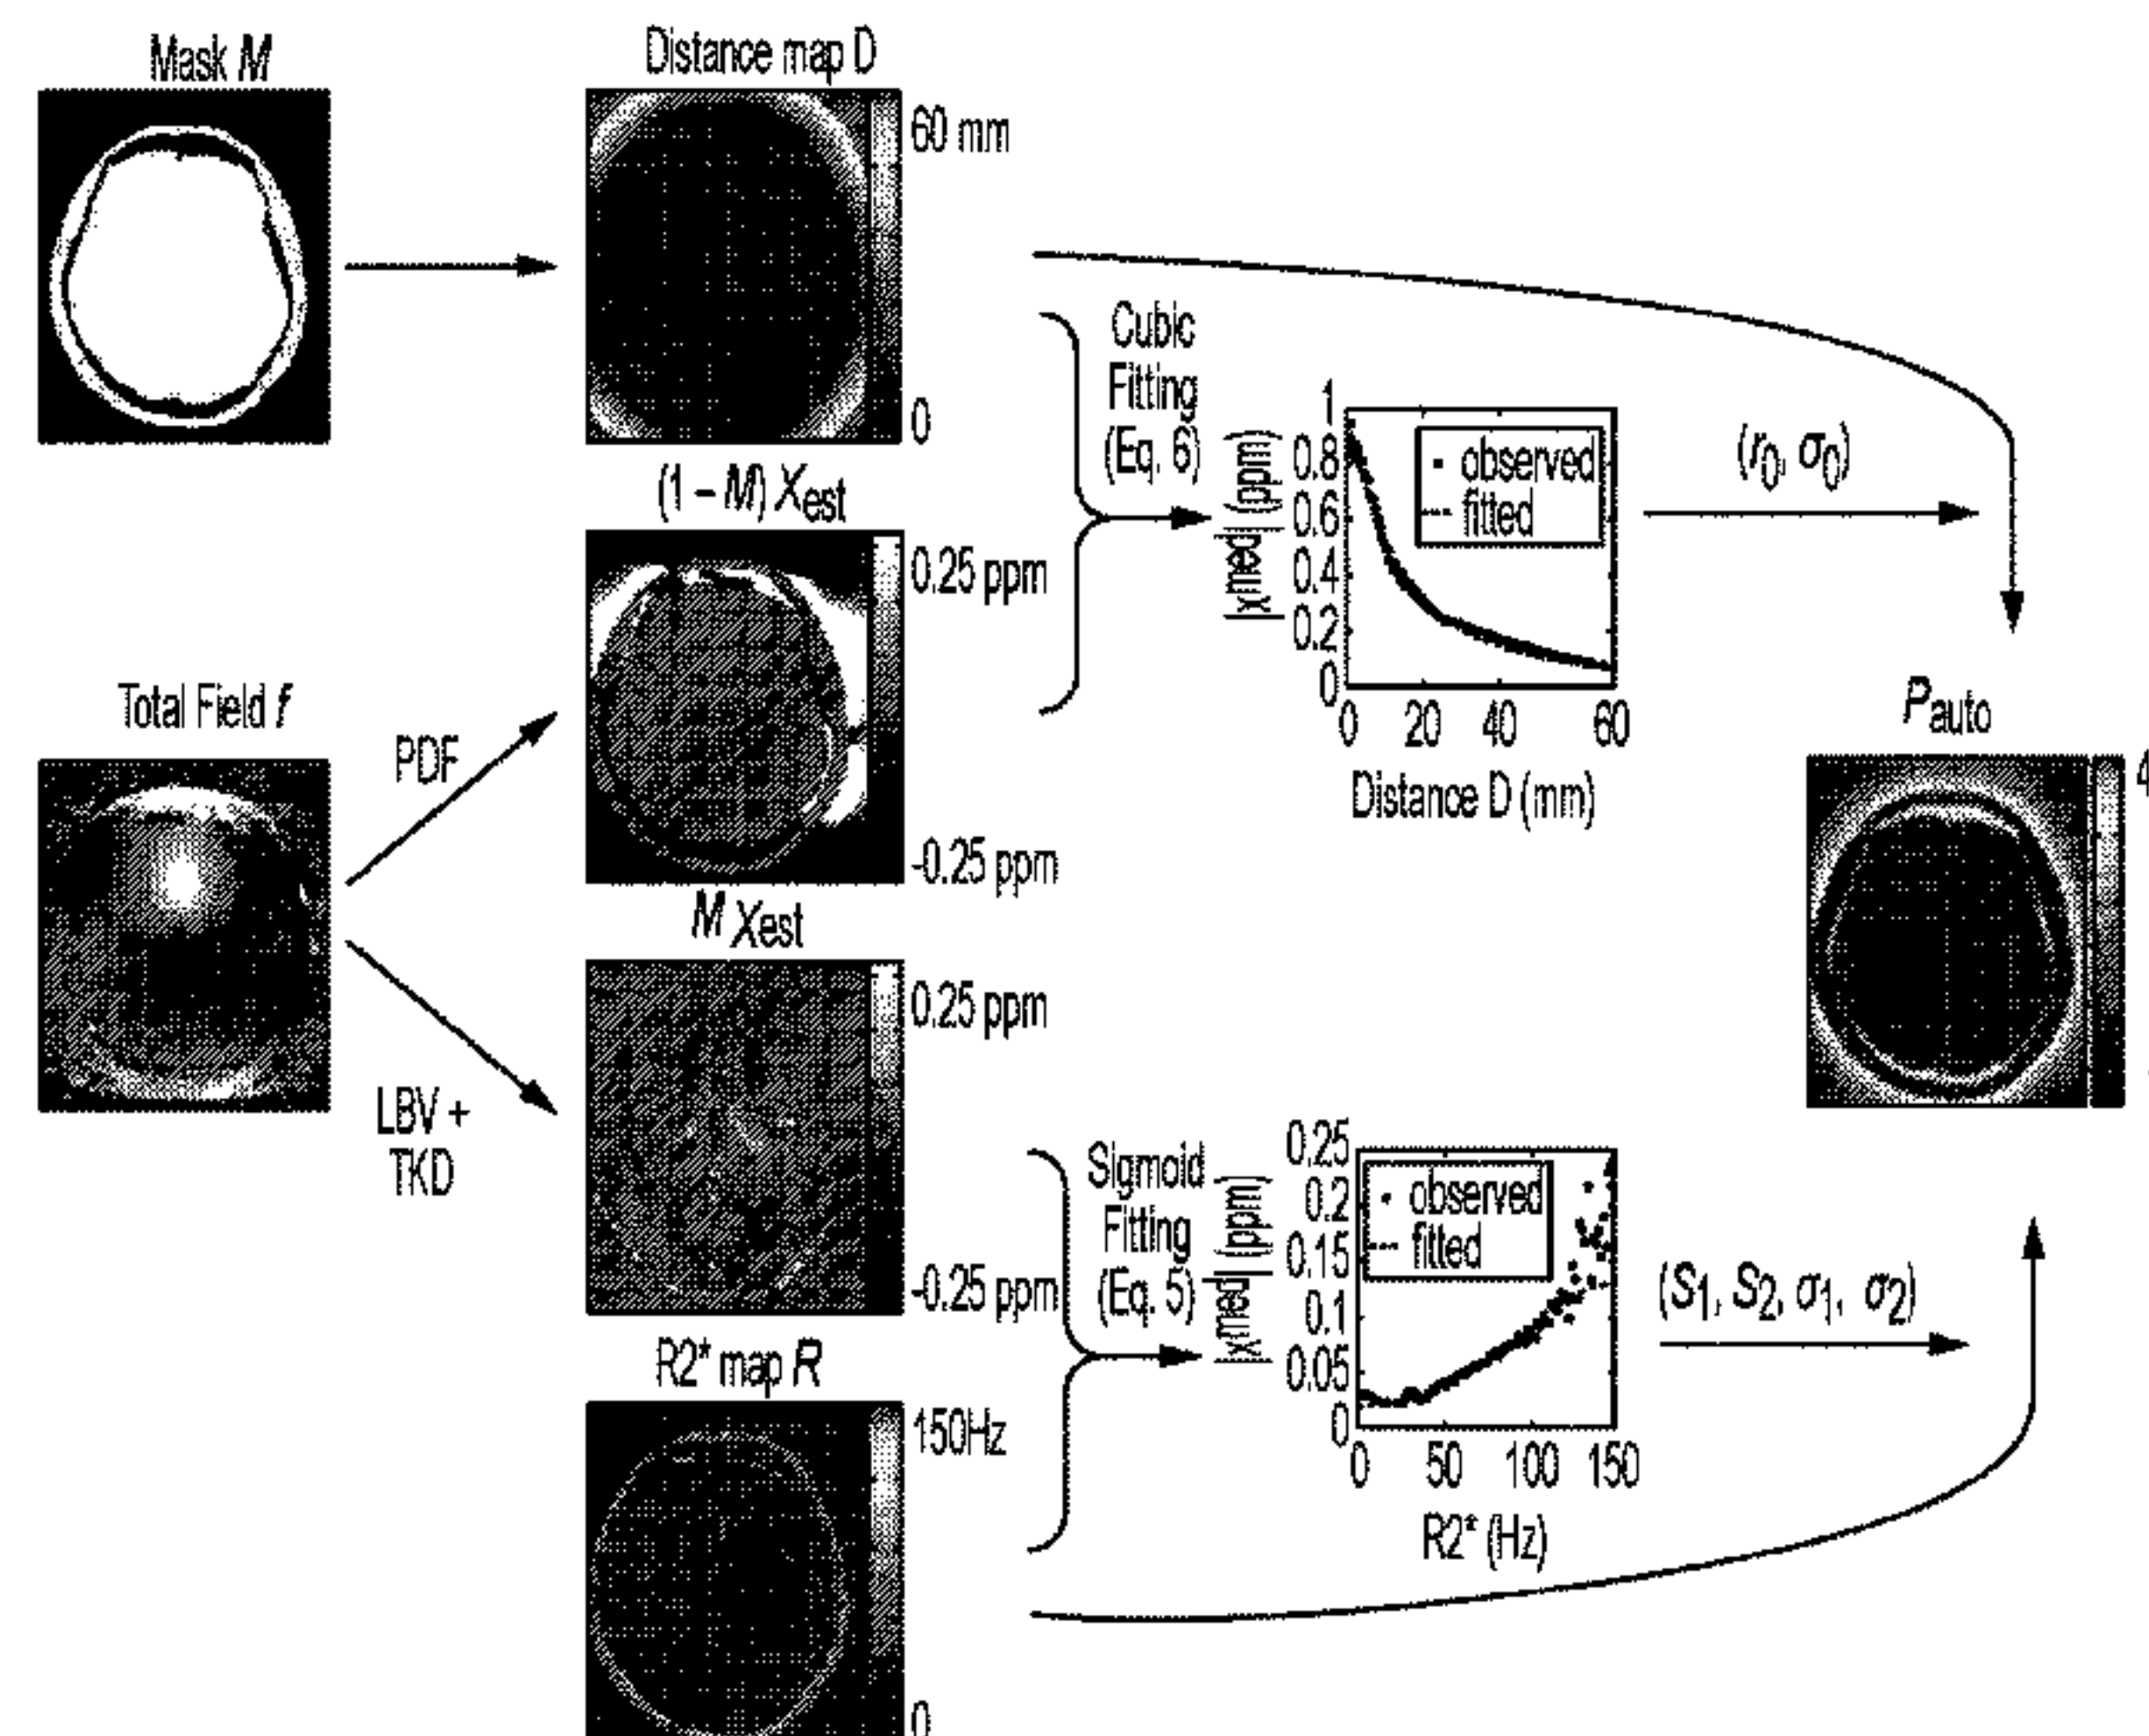 Mask M
Distance map D
60 mm
0
(1 – M) Xest
0.25 ppm
-0.25 ppm
Total Field f
PDF
LBV +
TKD
M Xest
0.25 ppm
-0.25 ppm
R2* map R
150Hz
0
Cubic
Fitting
(Eq. 6)
|xmed| (ppm)
1
0.8
0.6
0.4
0.2
0
observed
fitted
0 20 40 60
Distance D (mm)
(r0, σ0)
Sigmoid
Fitting
(Eq. 5)
|xmed| (ppm)
0.25
0.2
0.15
0.1
0.05
0
observed
fitted
0 50 100 150
R2* (Hz)
(S1, S2, σ1, σ2)
Pauto